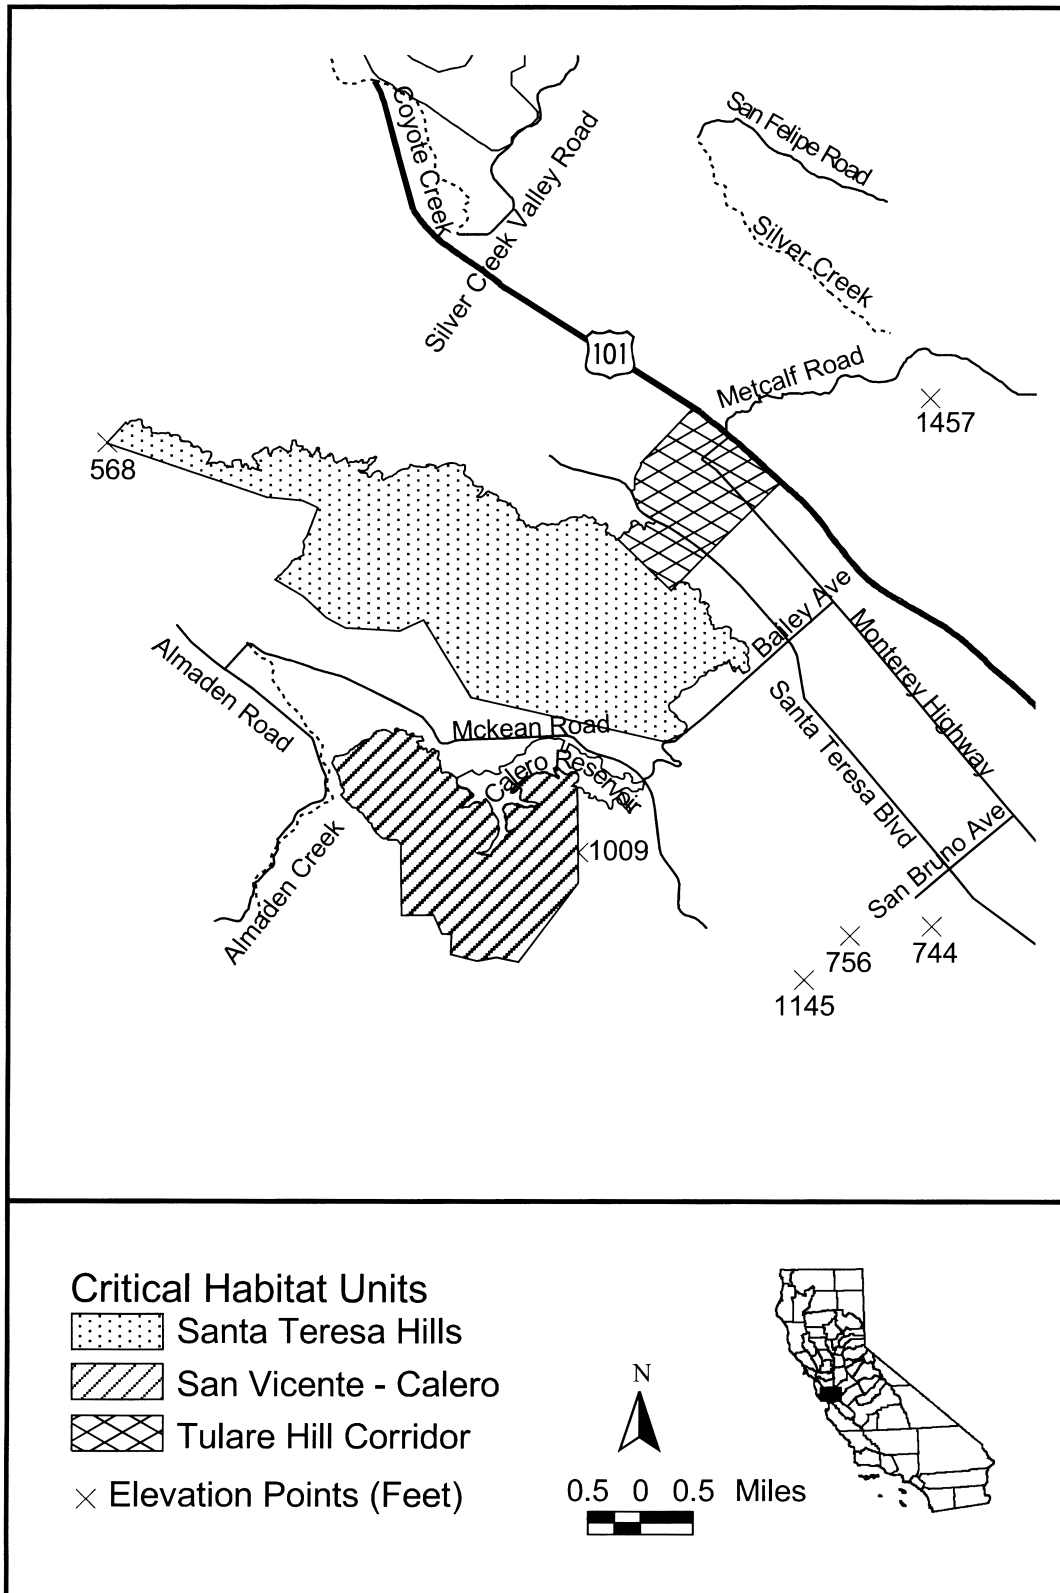 San Felipe Road
Coyote Creek
Silver Creek Valley Road
Silver Creek
101
Metcalf Road
1457
568
Bailey Ave
Monterey Highway
Almaden Road
Mckean Road
Santa Teresa Blvd
Calero Reservoir
1009
San Bruno Ave
Almaden Creek
756
744
1145
Critical Habitat Units
Santa Teresa Hills
San Vicente - Calero
Tulare Hill Corridor
Elevation Points (Feet)
N
0.5 0 0.5 Miles